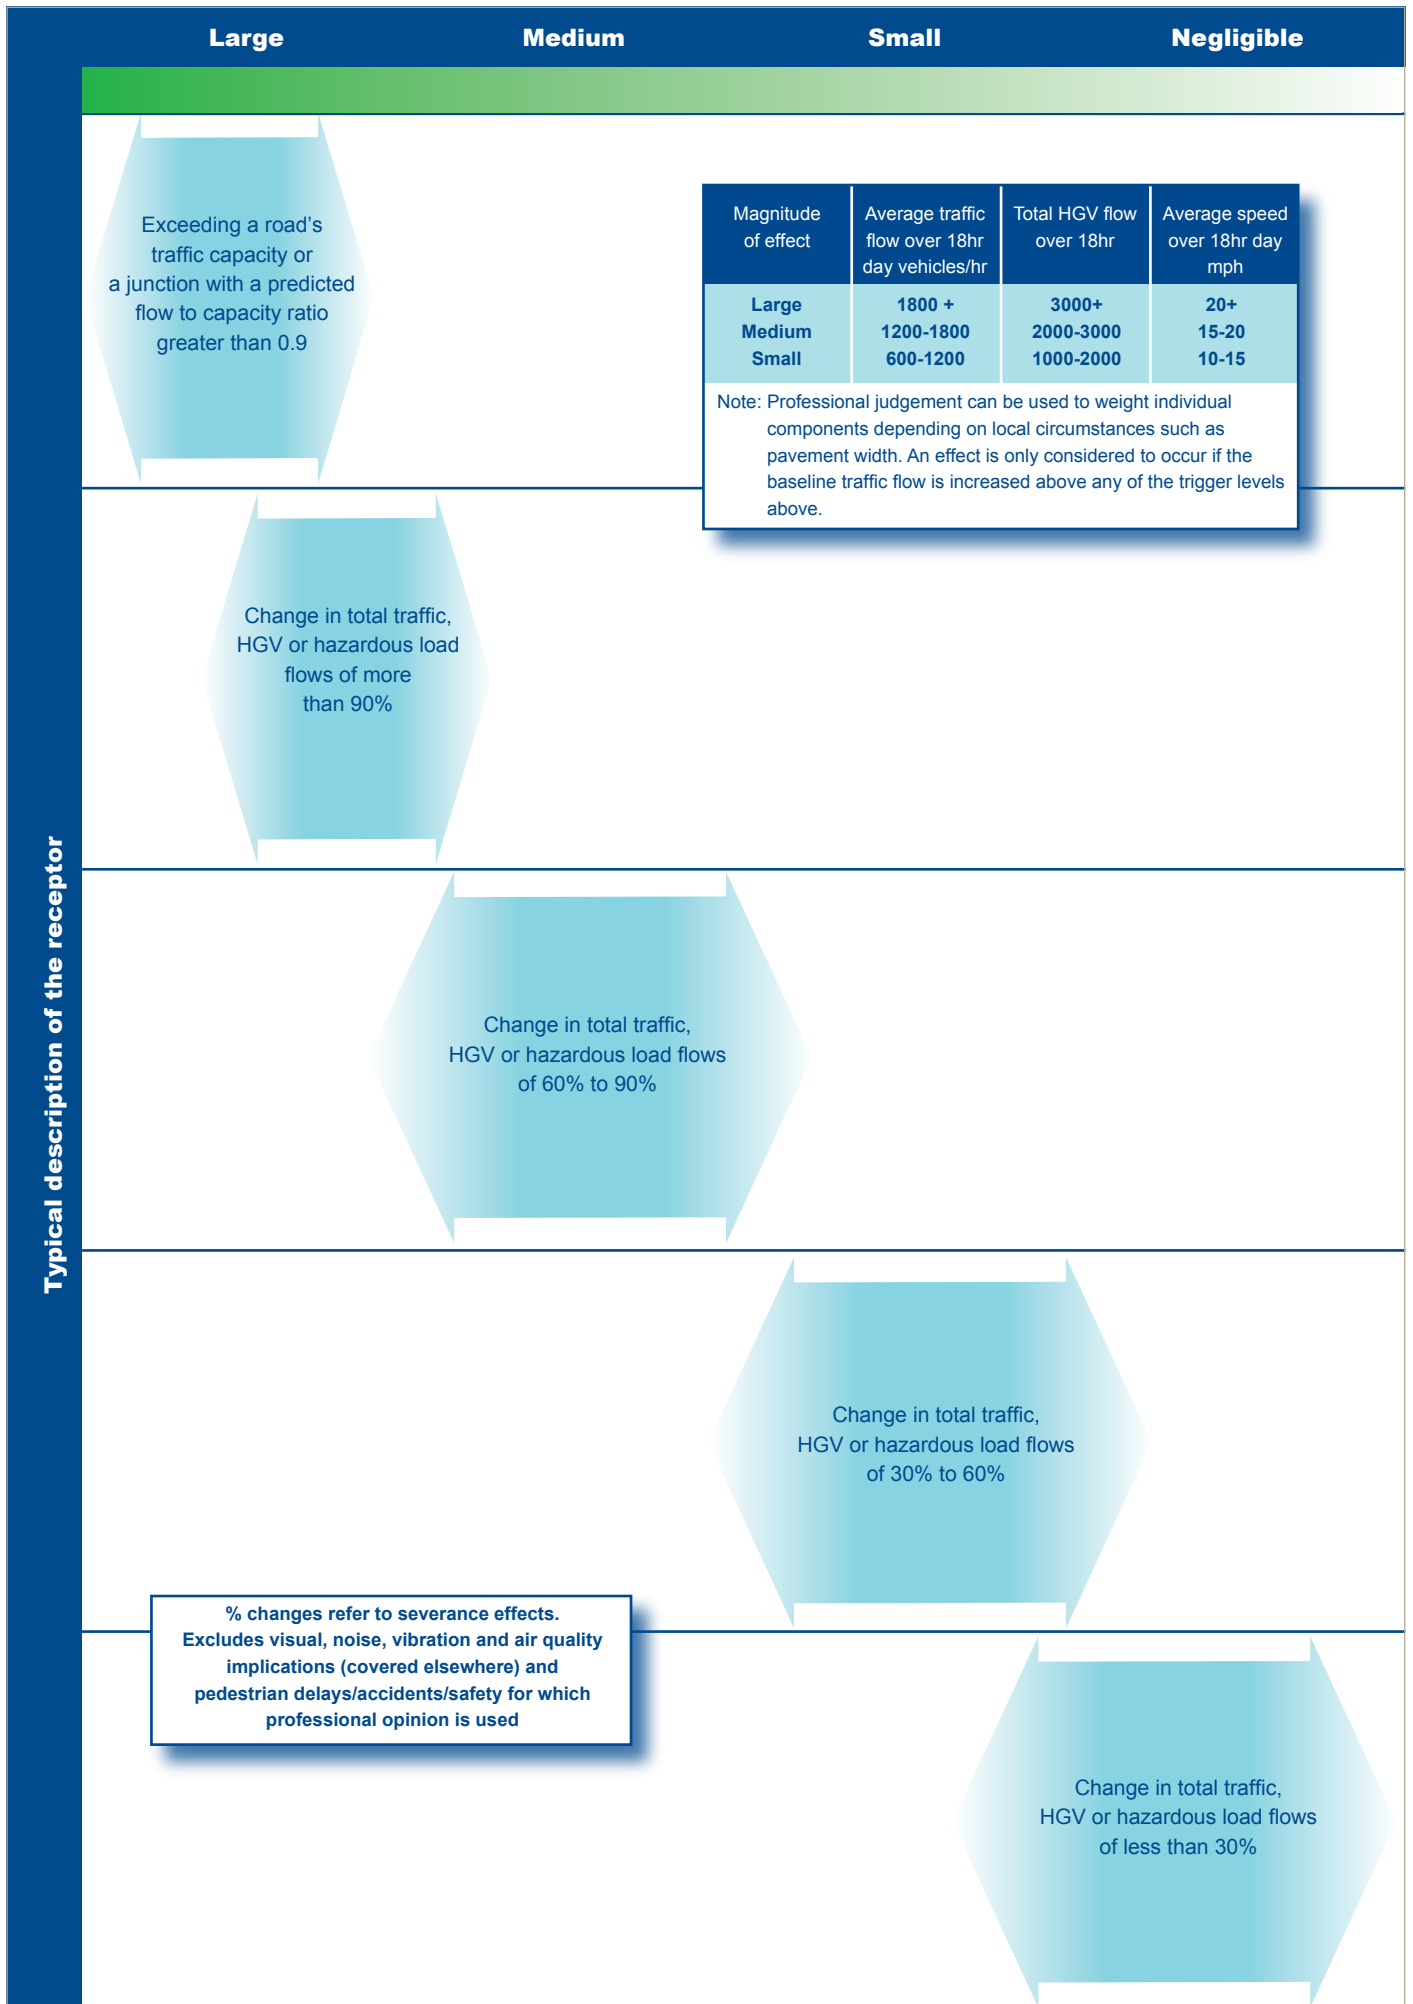 Large Medium Small Negligible
Typical description of the receptor
Exceeding a road's
traffic capacity or
a junction with a predicted
flow to capacity ratio
greater than 0.9
Magnitude
of effect
Average traffic
flow over 18hr
day vehicles/hr
Total HGV flow
over 18hr
Average speed
over 18hr day
mph
Large 1800 + 3000+ 20+
Medium 1200-1800 2000-3000 15-20
Small 600-1200 1000-2000 10-15
Note: Professional judgement can be used to weight individual
components depending on local circumstances such as
pavement width. An effect is only considered to occur if the
baseline traffic flow is increased above any of the trigger levels
above.
Change in total traffic,
HGV or hazardous load
flows of more
than 90%
Change in total traffic,
HGV or hazardous load flows
of 60% to 90%
Change in total traffic,
HGV or hazardous load flows
of 30% to 60%
% changes refer to severance effects.
Excludes visual, noise, vibration and air quality
implications (covered elsewhere) and
pedestrian delays/accidents/safety for which
professional opinion is used
Change in total traffic,
HGV or hazardous load flows
of less than 30%